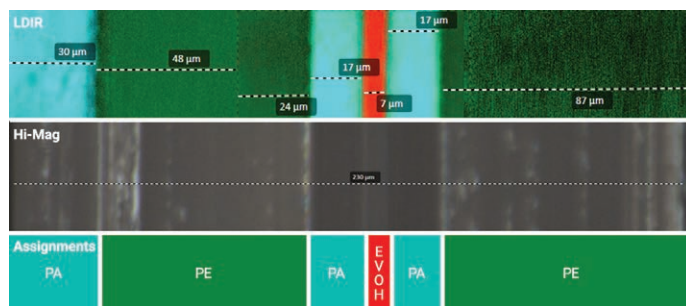 LDIR
30 μm
48 μm
24 μm
17 μm
7 μm
17 μm
87 μm
Hi-Mag
230 μm
Assignments
PA
PE
PA
EVOH
PA
PE